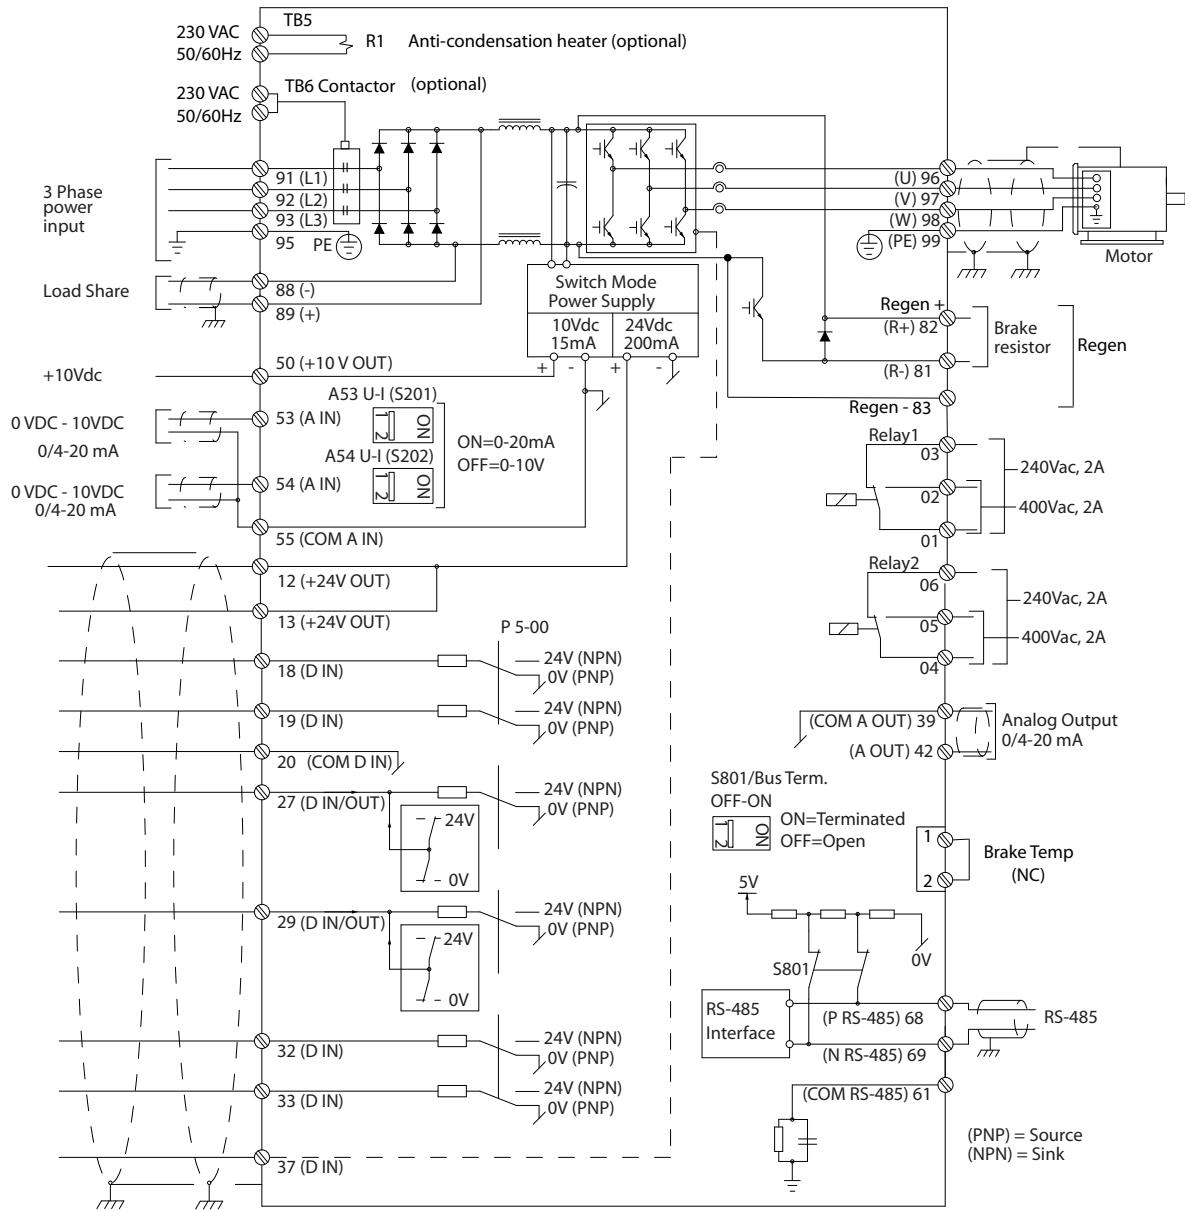 TB5
230 VAC
50/60Hz
R1
Anti-condensation heater (optional)
TB6 Contactor (optional)
230 VAC
50/60Hz
3 Phase
power
input
91 (L1)
92 (L2)
93 (L3)
95
PE
(U) 96
(V) 97
(W) 98
(PE) 99
Motor
Load Share
88 (-)
89 (+)
Switch Mode
Power Supply
10Vdc
15mA
24Vdc
200mA
+ - + -
Regen +
(R+) 82
Brake
resistor
Regen
(R-) 81
Regen - 83
+10Vdc
50 (+10 V OUT)
A53 U-I (S201)
1 2
ON
0 VDC - 10VDC
0/4-20 mA
53 (A IN)
ON=0-20mA
OFF=0-10V
A54 U-I (S202)
1 2
ON
0 VDC - 10VDC
0/4-20 mA
54 (A IN)
55 (COM A IN)
Relay1
03
240Vac, 2A
02
400Vac, 2A
01
Relay2
06
240Vac, 2A
05
400Vac, 2A
04
12 (+24V OUT)
13 (+24V OUT)
P 5-00
18 (D IN)
24V (NPN)
0V (PNP)
19 (D IN)
24V (NPN)
0V (PNP)
20 (COM D IN)
27 (D IN/OUT)
24V (NPN)
0V (PNP)
24V
0V
29 (D IN/OUT)
24V (NPN)
0V (PNP)
24V
0V
32 (D IN)
24V (NPN)
0V (PNP)
33 (D IN)
24V (NPN)
0V (PNP)
37 (D IN)
(COM A OUT) 39
Analog Output
0/4-20 mA
(A OUT) 42
S801/Bus Term.
OFF-ON
1 2
ON
ON=Terminated
OFF=Open
1
2
Brake Temp
(NC)
5V
0V
S801
RS-485
Interface
(P RS-485) 68
RS-485
(N RS-485) 69
(COM RS-485) 61
(PNP) = Source
(NPN) = Sink